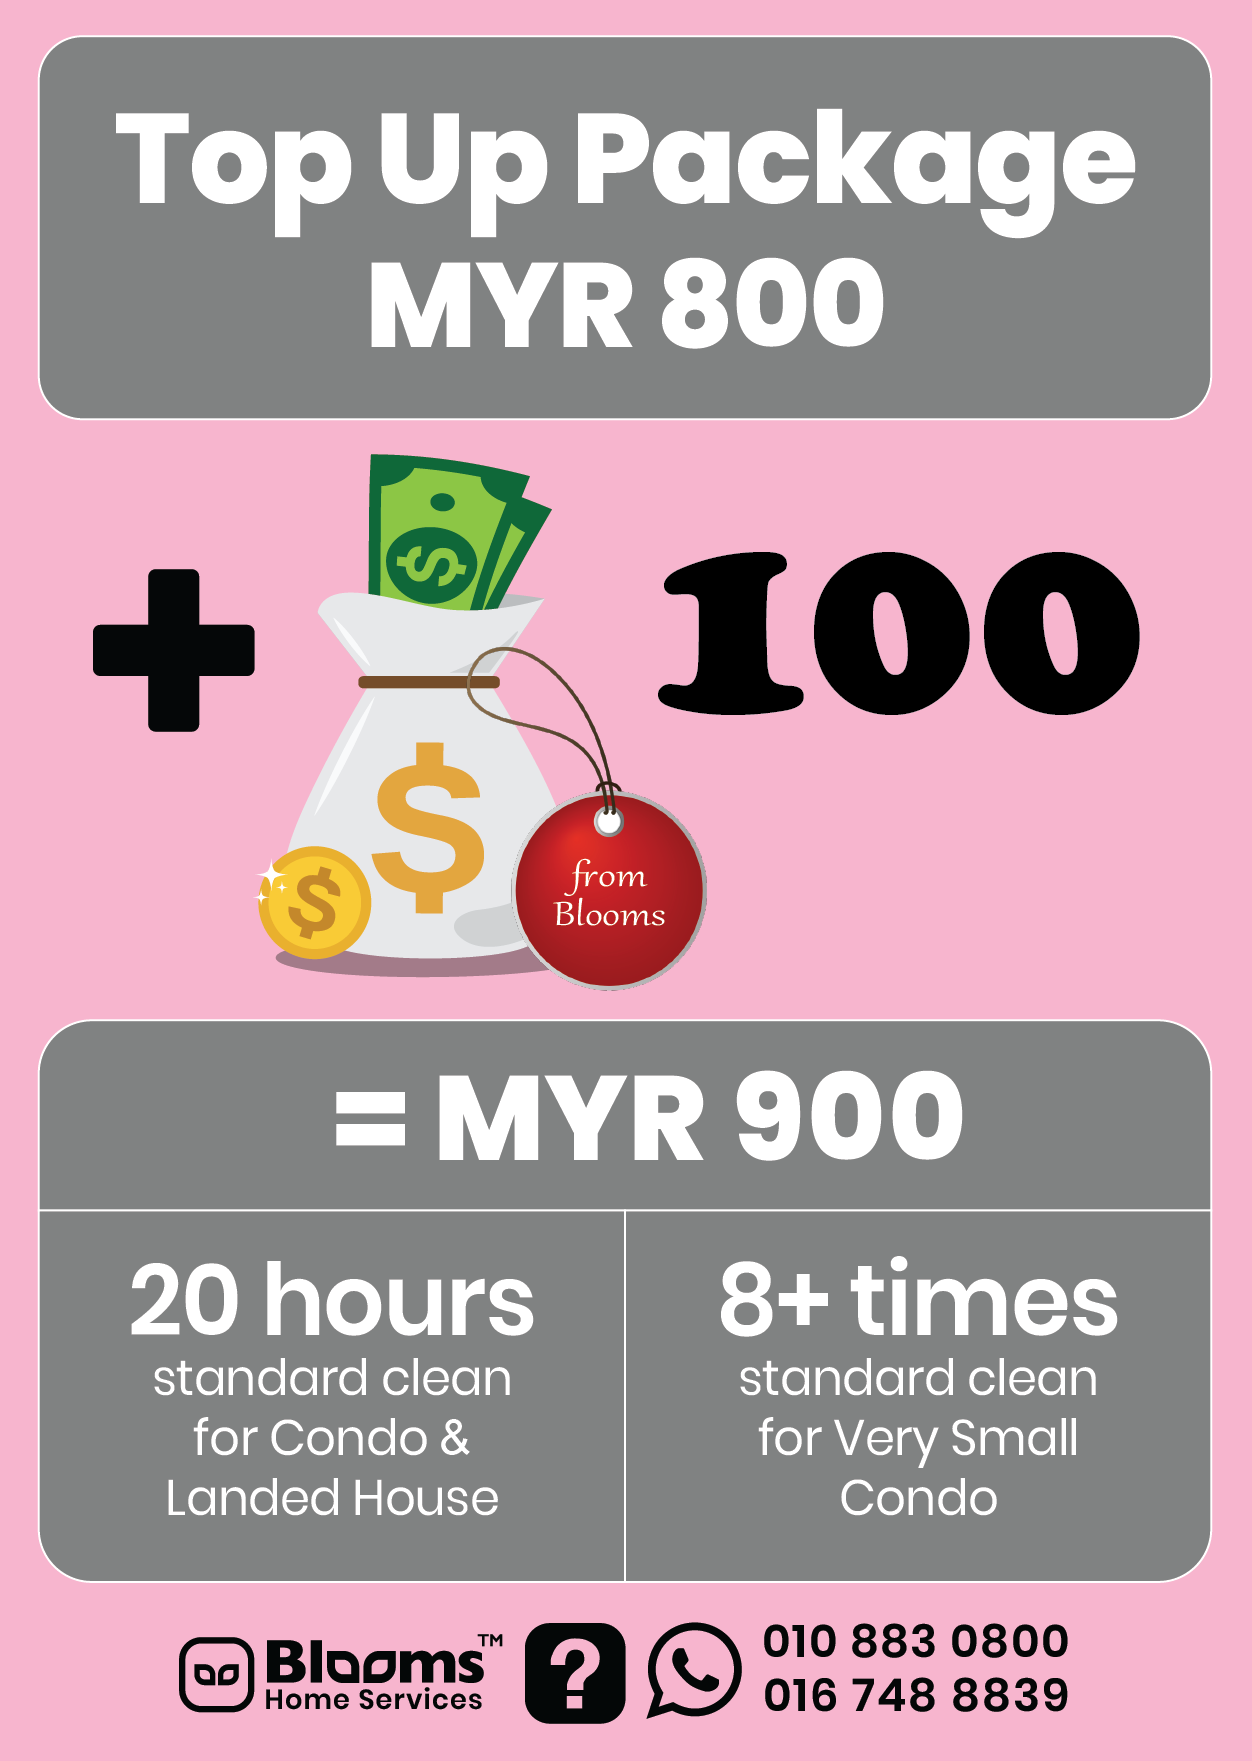 Top Up Package
MYR 800
+ 100
$
$
$
from
Blooms
= MYR 900
20 hours
standard clean
for Condo &
Landed House
8+ times
standard clean
for Very Small
Condo
Blooms™
Home Services
?
010 883 0800
016 748 8839